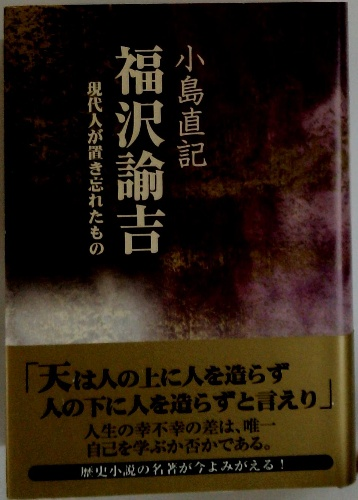 小島直記
福沢諭吉
現代人が置き忘れたもの
「天は人の上に人を造らず
人の下に人を造らずと言えり」
人生の幸不幸の差は、唯一
自己を学ぶか否かである。
歴史小説の名著が今よみがえる!